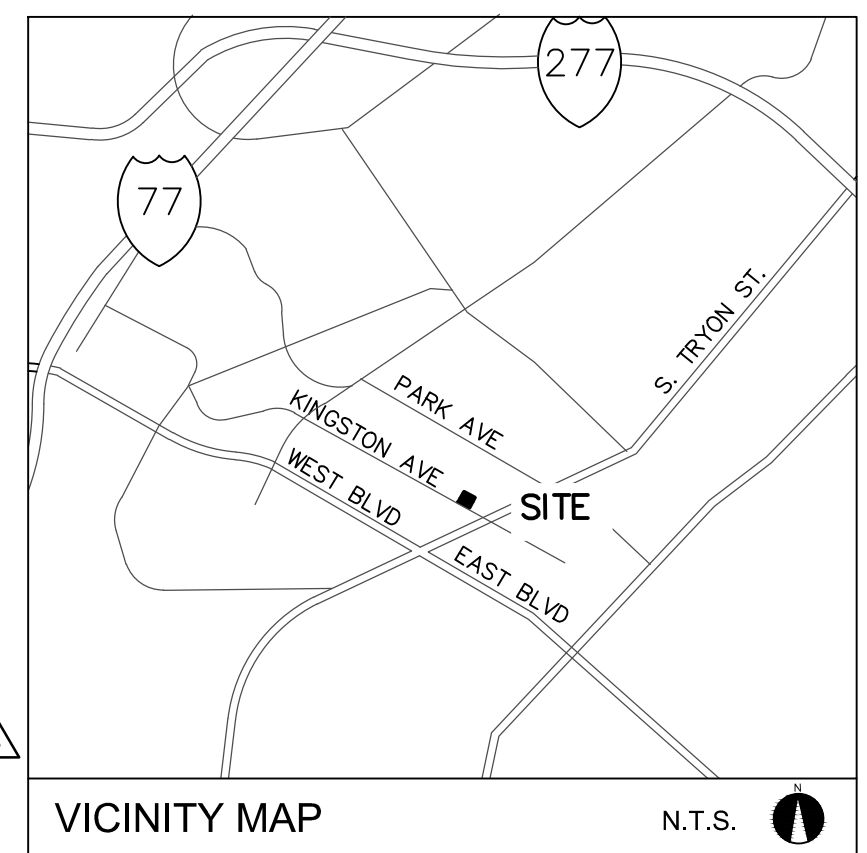 277
77
S. TRYON ST.
PARK AVE
KINGSTON AVE
WEST BLVD
SITE
EAST BLVD
VICINITY MAP
N.T.S.
N